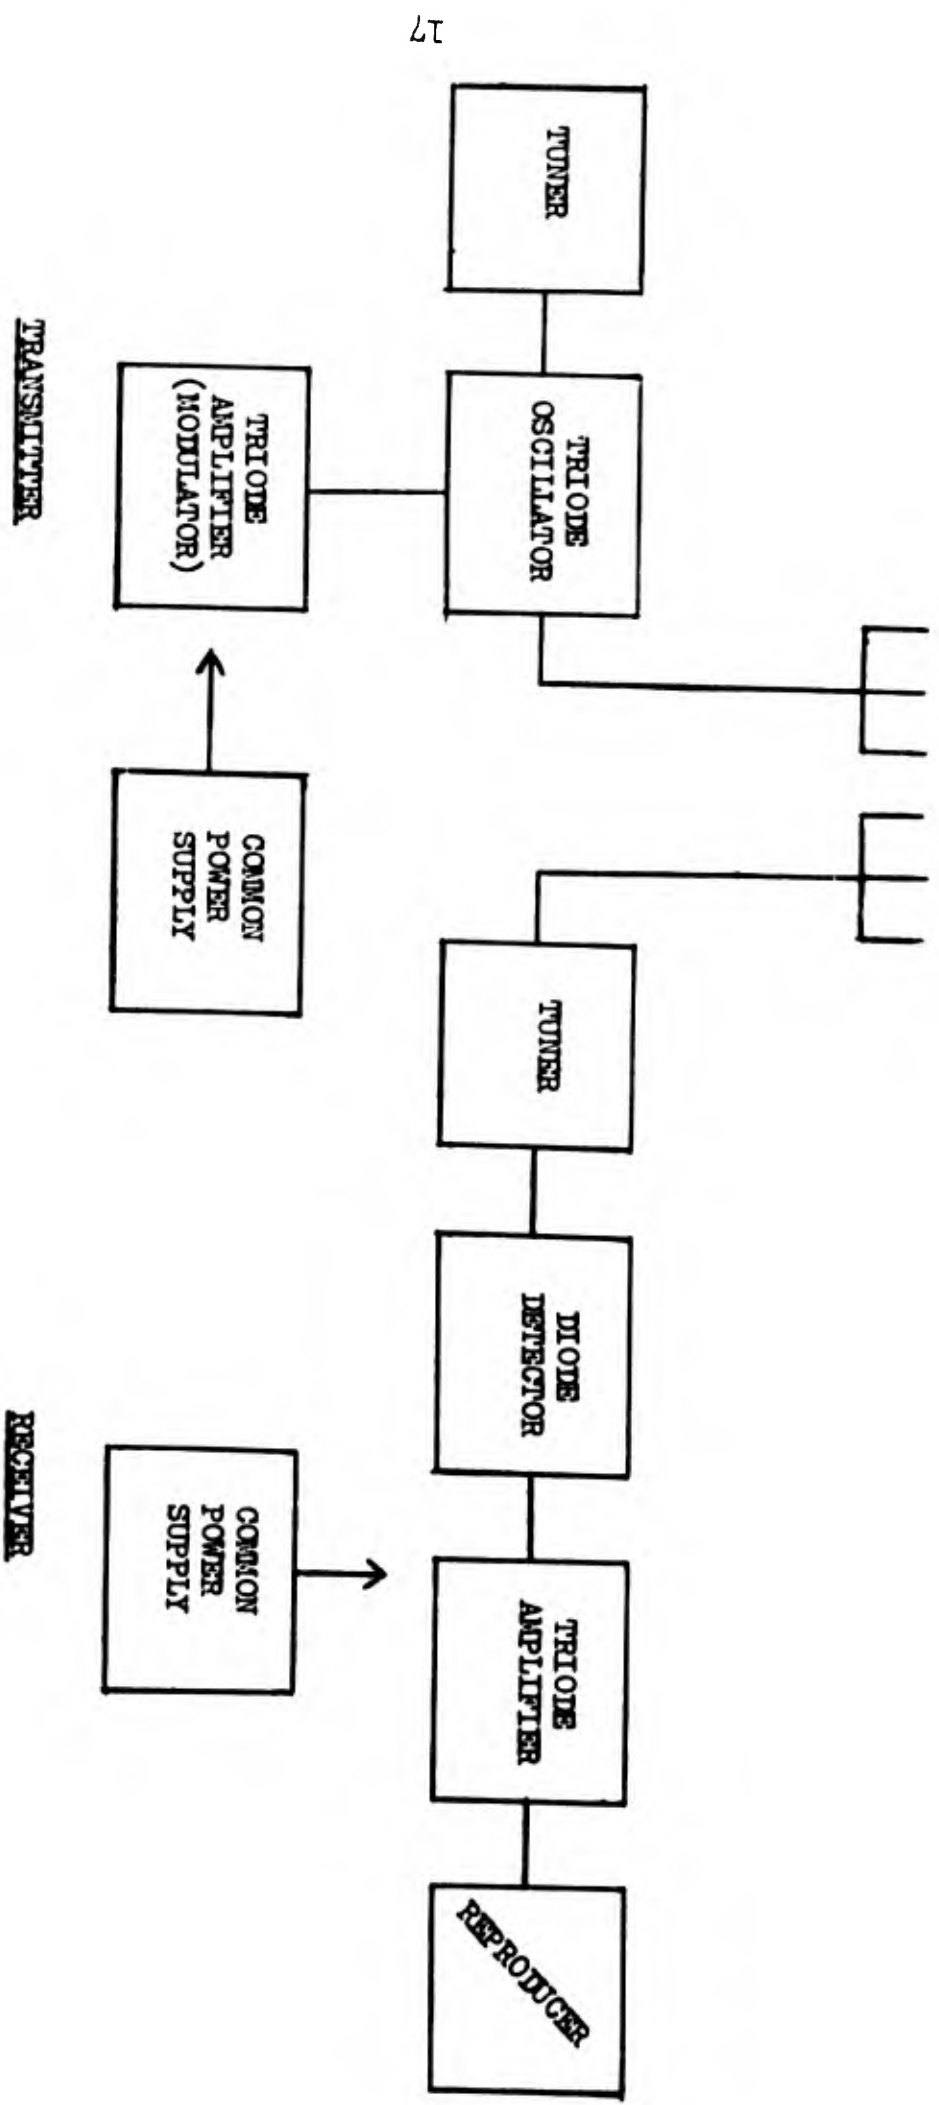 TUNER
TRIODE
OSCILLATOR
TRIODE
AMPLIFIER
(MODULATOR)
COMMON
POWER
SUPPLY
TRANSMITTER
TUNER
DIODE
DETECTOR
TRIODE
AMPLIFIER
REPRODUCER
COMMON
POWER
SUPPLY
RECEIVER
17